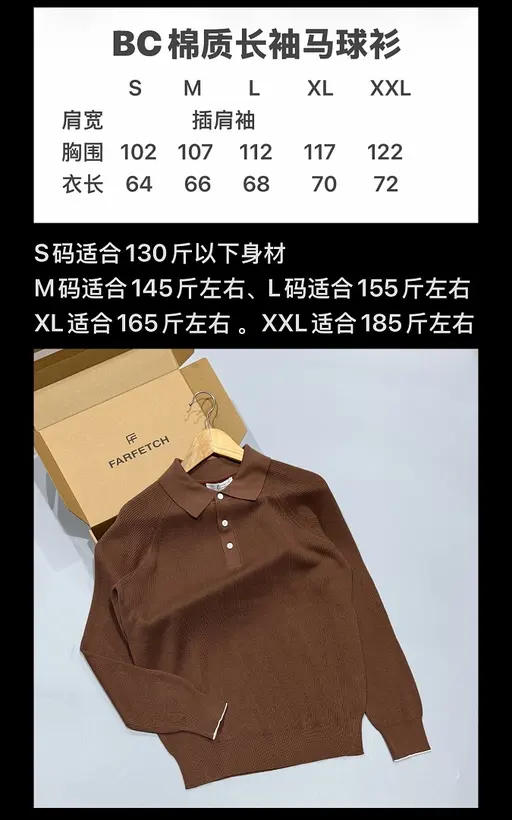 BC棉质长袖马球衫
S M L XL XXL
肩宽 插肩袖
胸围 102 107 112 117 122
衣长 64 66 68 70 72
S码适合130斤以下身材
M码适合145斤左右、L码适合155斤左右
XL适合165斤左右。XXL适合185斤左右
FARFETCH